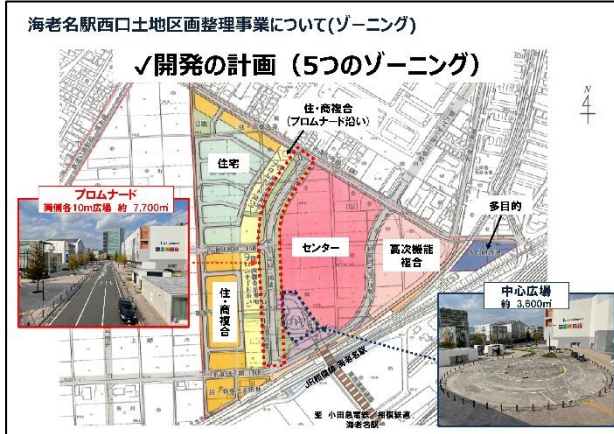 海老名駅西口土地区画整理事業について(ゾーニング)
✓開発の計画（5つのゾーニング）
住・商複合
(プロムナード沿い)
住宅
プロムナード
両側各10m広場 約 7,700㎡
センター
高次機能
複合
多目的
住・商
複合
中心広場
約 3,600㎡
JR相模線 海老名駅
至 小田急電鉄／相模鉄道
海老名駅
N